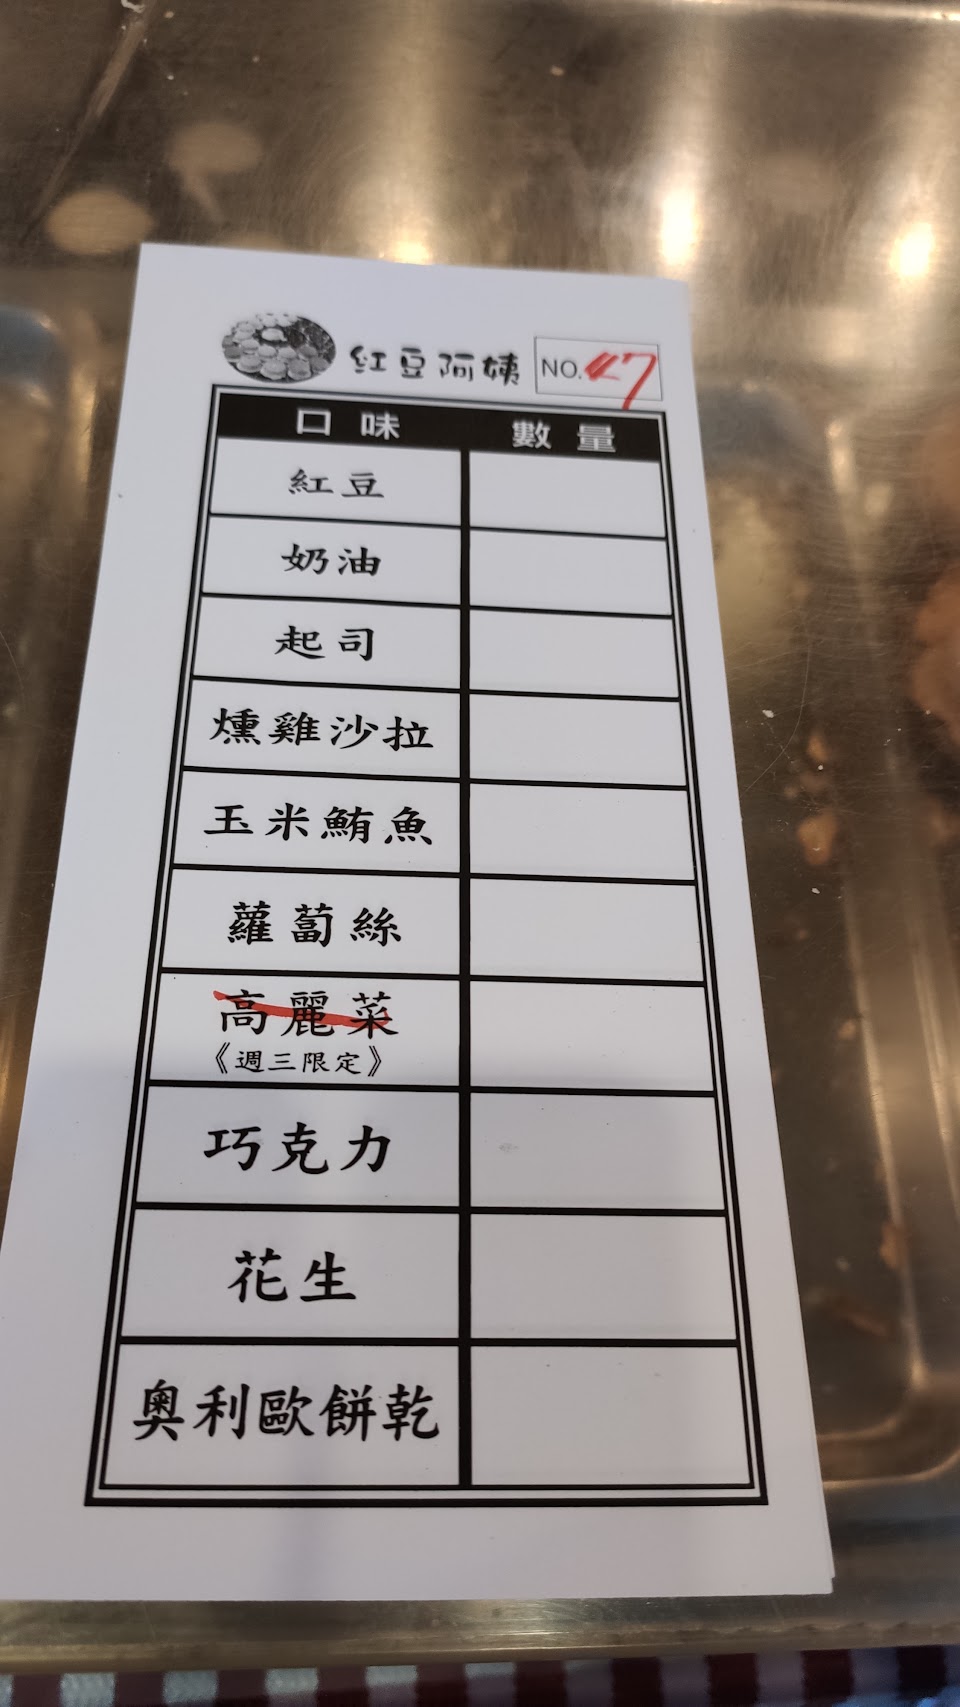 紅豆阿姨 NO.47
口味 數量
紅豆
奶油
起司
燻雞沙拉
玉米鮪魚
蘿蔔絲
高麗菜
《週三限定》
巧克力
花生
奧利歐餅乾